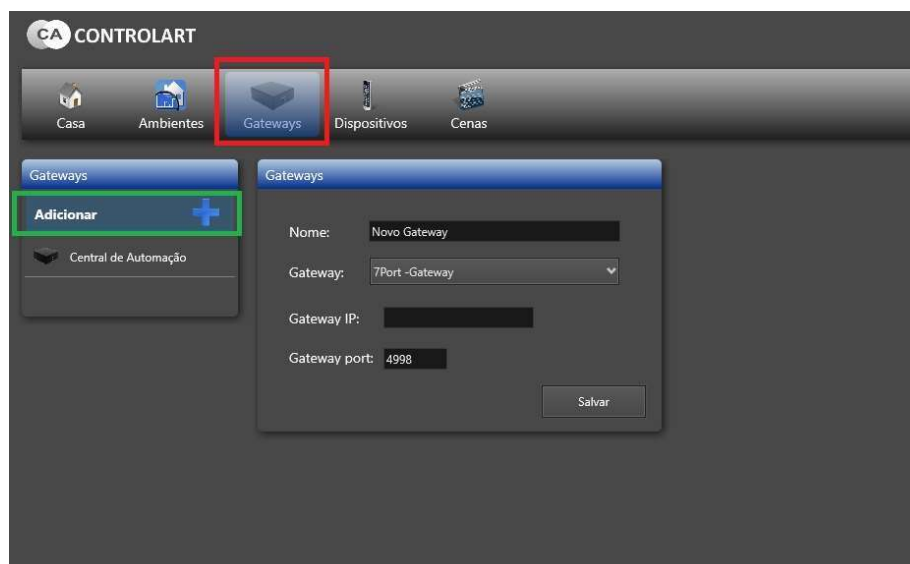 CA CONTROLART
Casa Ambientes Gateways Dispositivos Cenas
Gateways
Adicionar
Central de Automação
Gateways
Nome: Novo Gateway
Gateway: 7Port -Gateway
Gateway IP:
Gateway port: 4998
Salvar